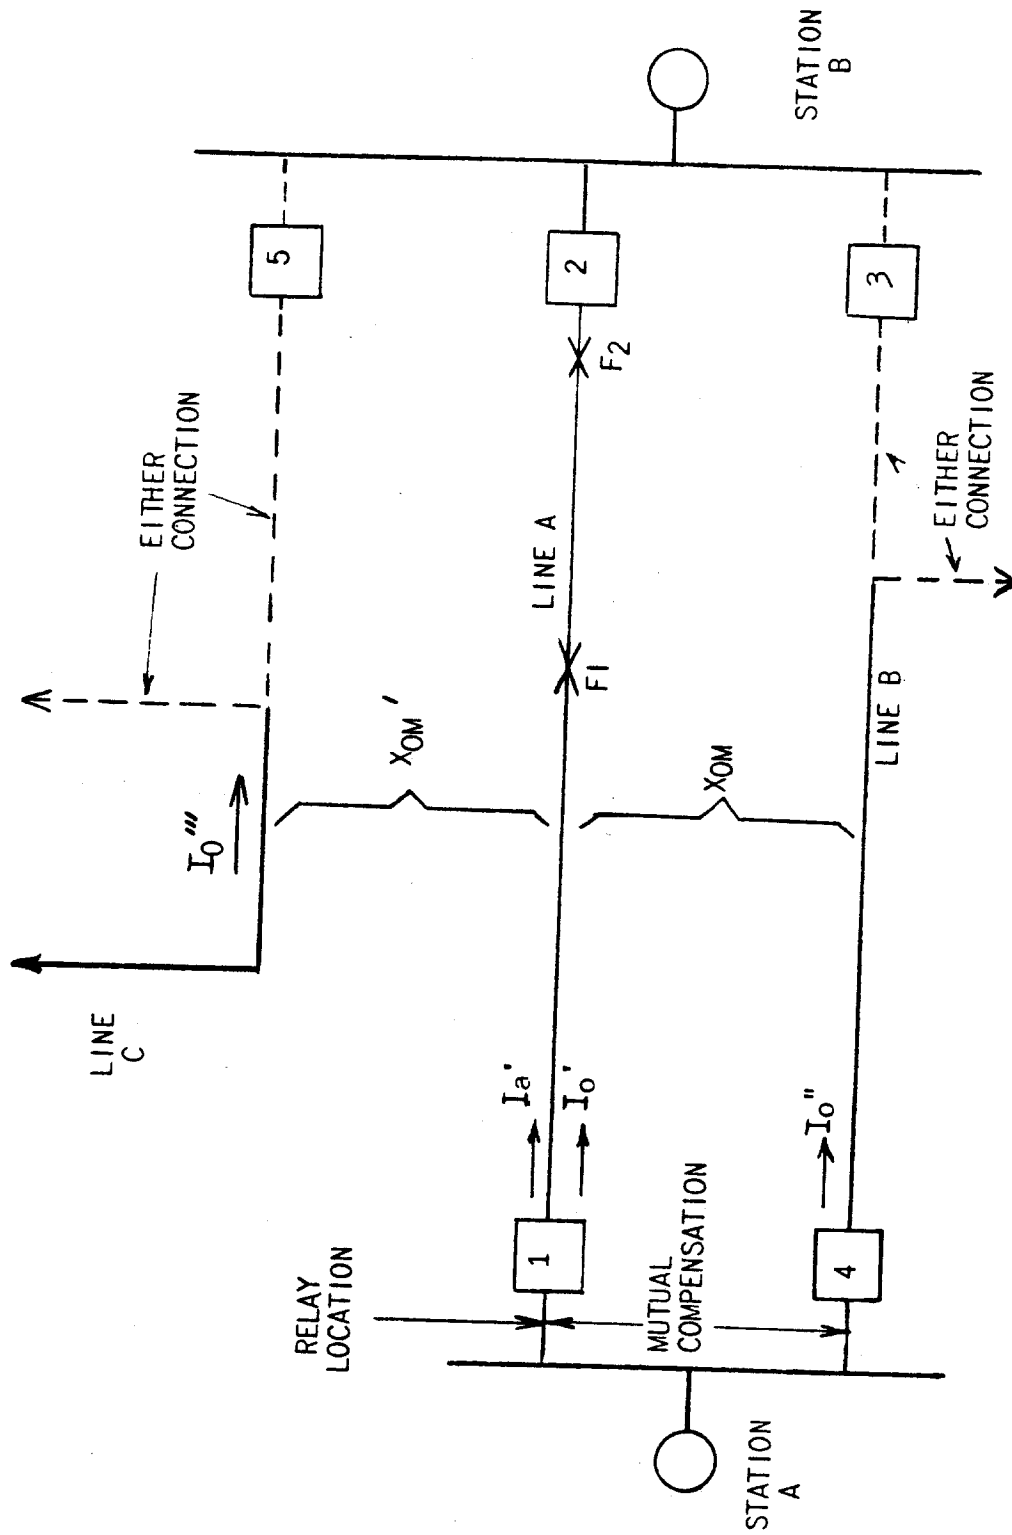 LINE
C
I0'''
EITHER
CONNECTION
5
STATION
B
X0M'
RELAY
LOCATION
1
Ia'
I0'
F1
LINE A
F2
2
MUTUAL
COMPENSATION
X0M
4
I0''
LINE B
EITHER
CONNECTION
3
STATION
A